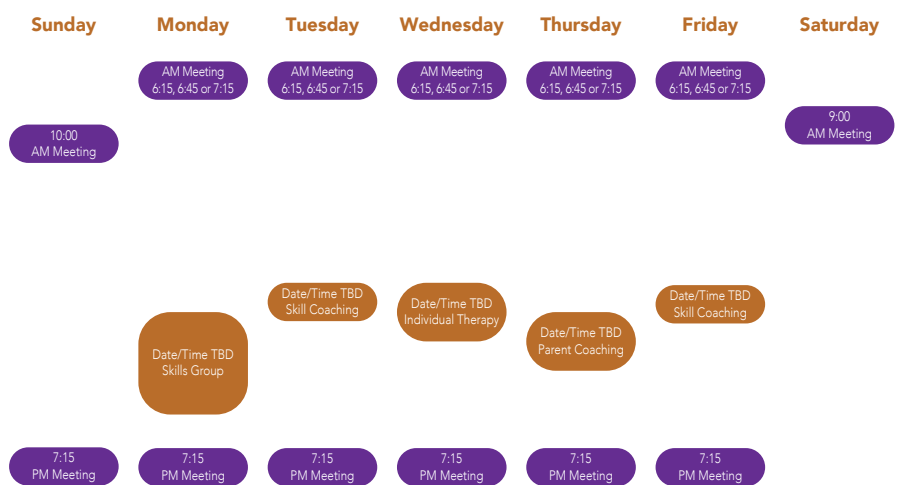 Sunday Monday Tuesday Wednesday Thursday Friday Saturday
AM Meeting
6:15, 6:45 or 7:15
AM Meeting
6:15, 6:45 or 7:15
AM Meeting
6:15, 6:45 or 7:15
AM Meeting
6:15, 6:45 or 7:15
AM Meeting
6:15, 6:45 or 7:15
9:00
AM Meeting
10:00
AM Meeting
Date/Time TBD
Skill Coaching
Date/Time TBD
Individual Therapy
Date/Time TBD
Skill Coaching
Date/Time TBD
Parent Coaching
Date/Time TBD
Skills Group
7:15
PM Meeting
7:15
PM Meeting
7:15
PM Meeting
7:15
PM Meeting
7:15
PM Meeting
7:15
PM Meeting